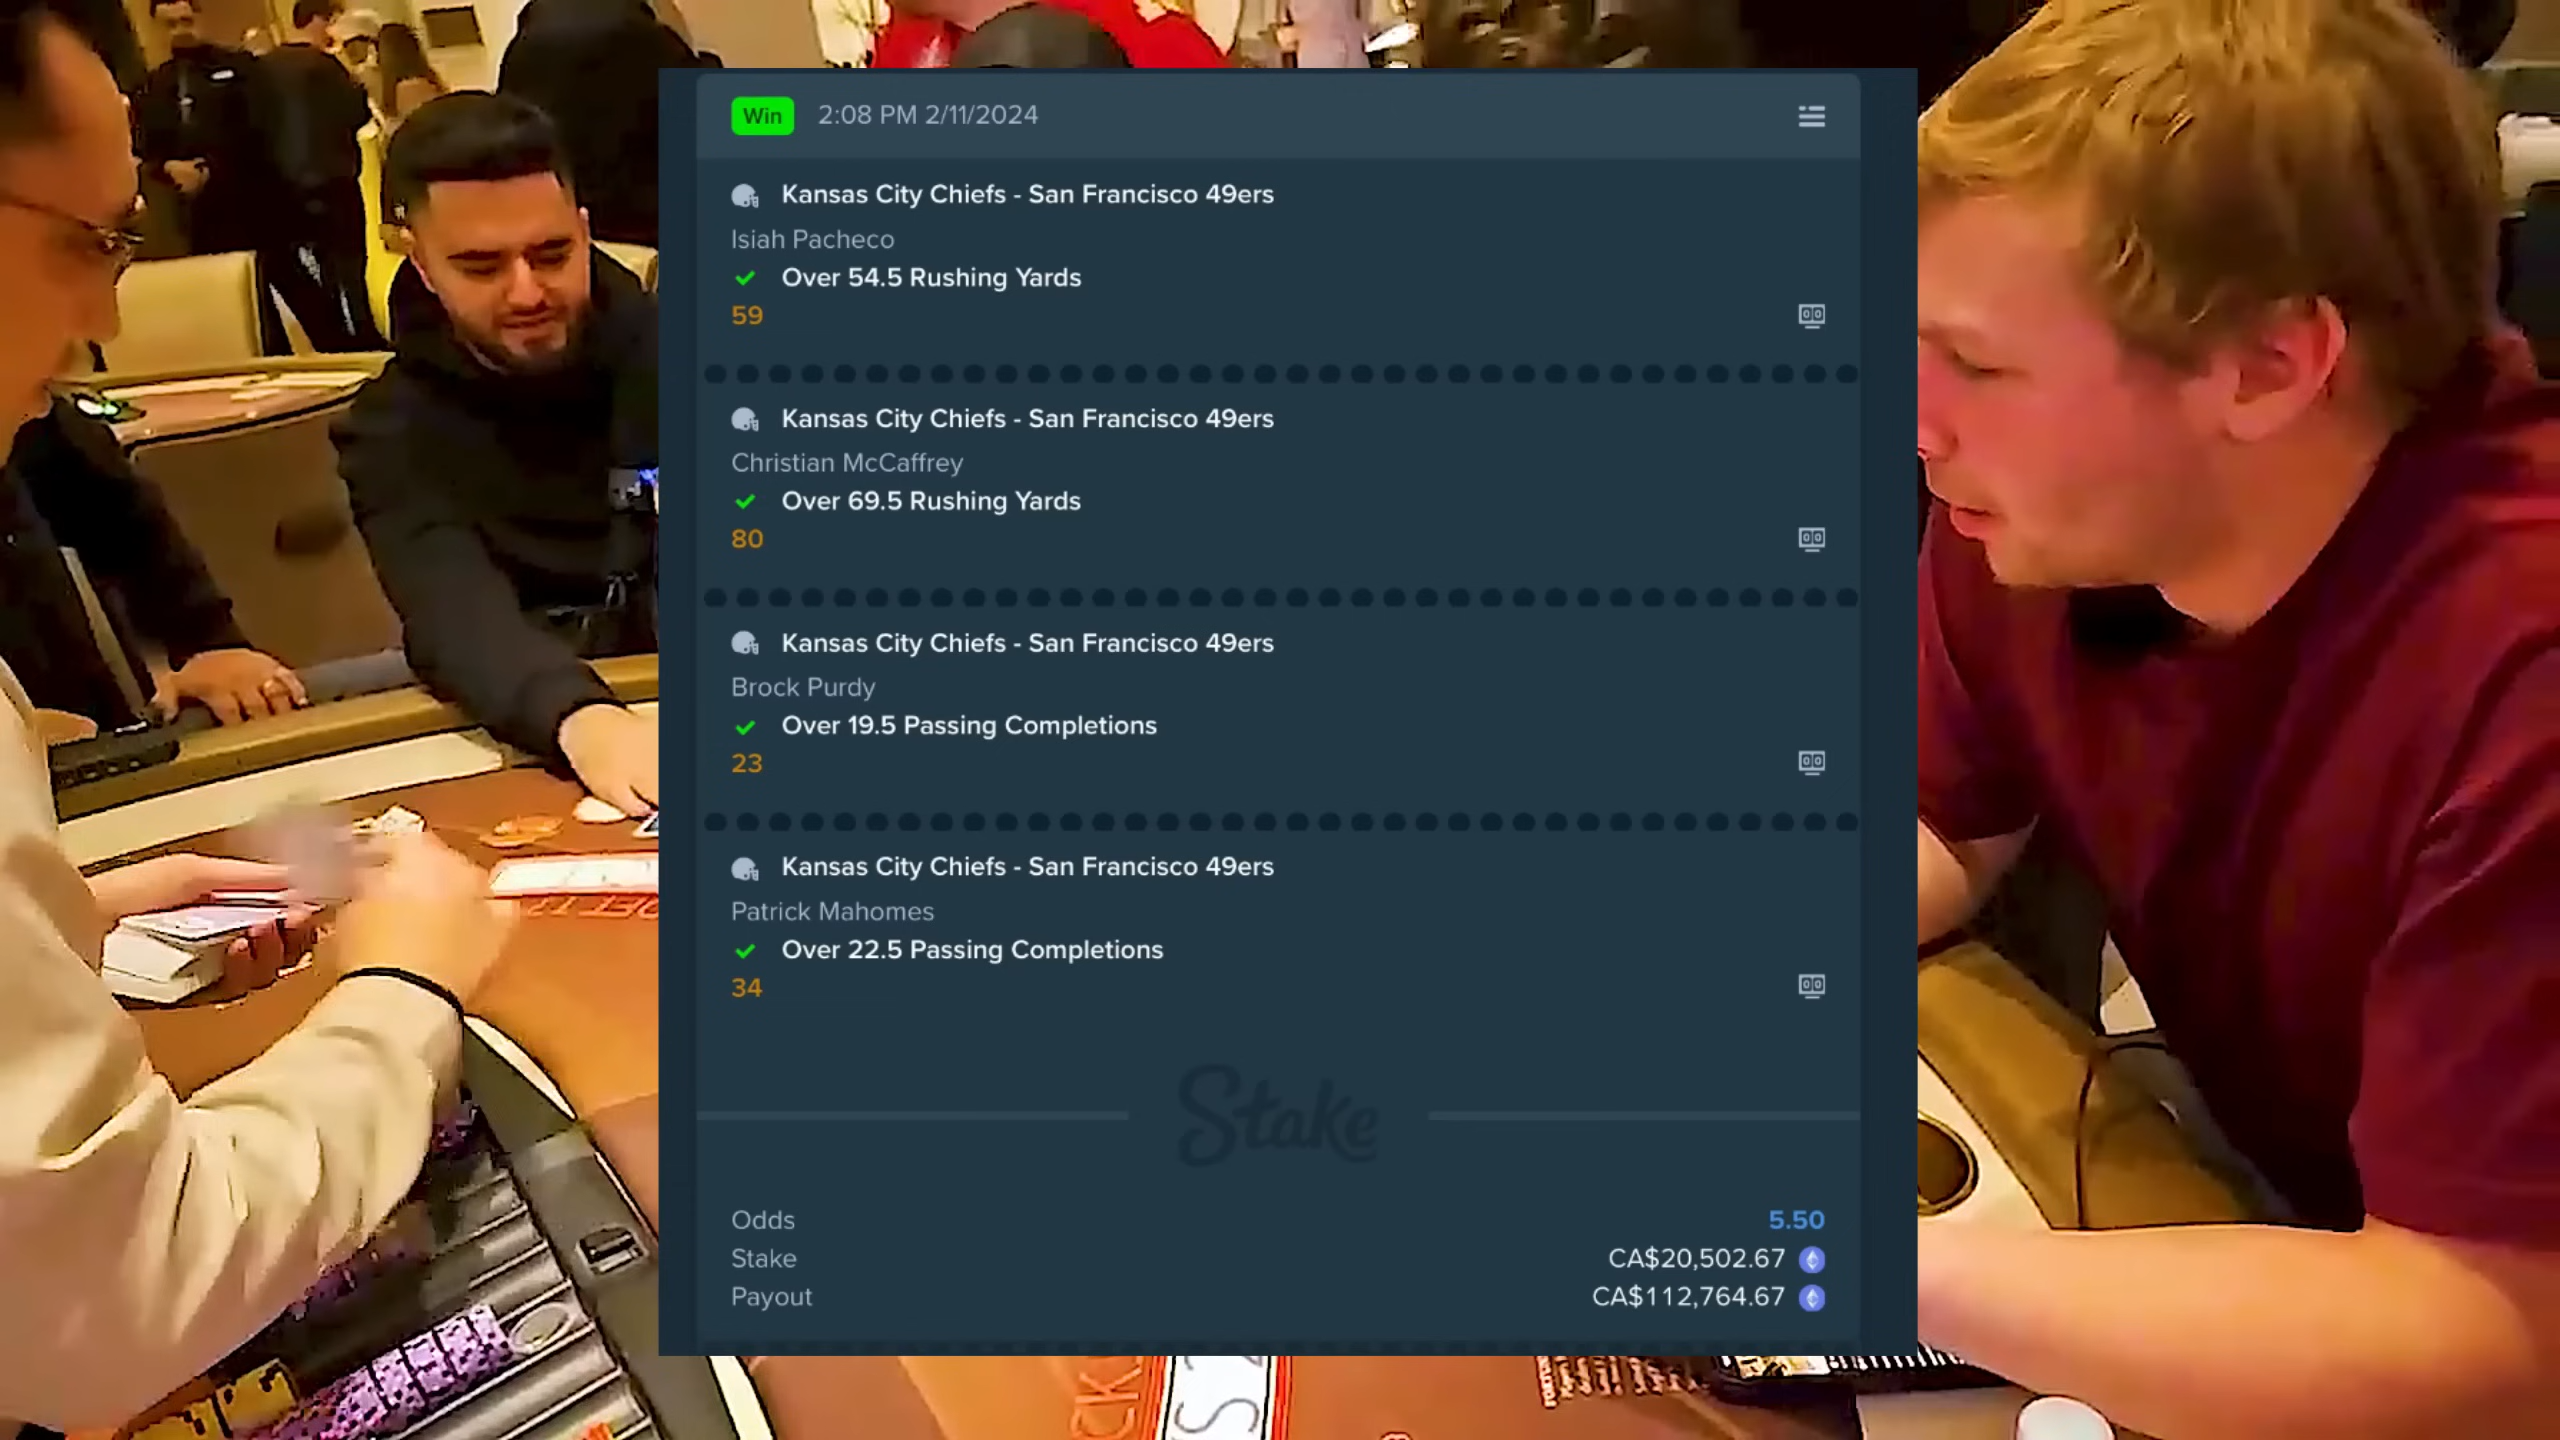 Win 2:08 PM 2/11/2024
Kansas City Chiefs - San Francisco 49ers
Isiah Pacheco
Over 54.5 Rushing Yards
59
Kansas City Chiefs - San Francisco 49ers
Christian McCaffrey
Over 69.5 Rushing Yards
80
Kansas City Chiefs - San Francisco 49ers
Brock Purdy
Over 19.5 Passing Completions
23
Kansas City Chiefs - San Francisco 49ers
Patrick Mahomes
Over 22.5 Passing Completions
34
Stake
Odds 5.50
Stake CA$20,502.67
Payout CA$112,764.67